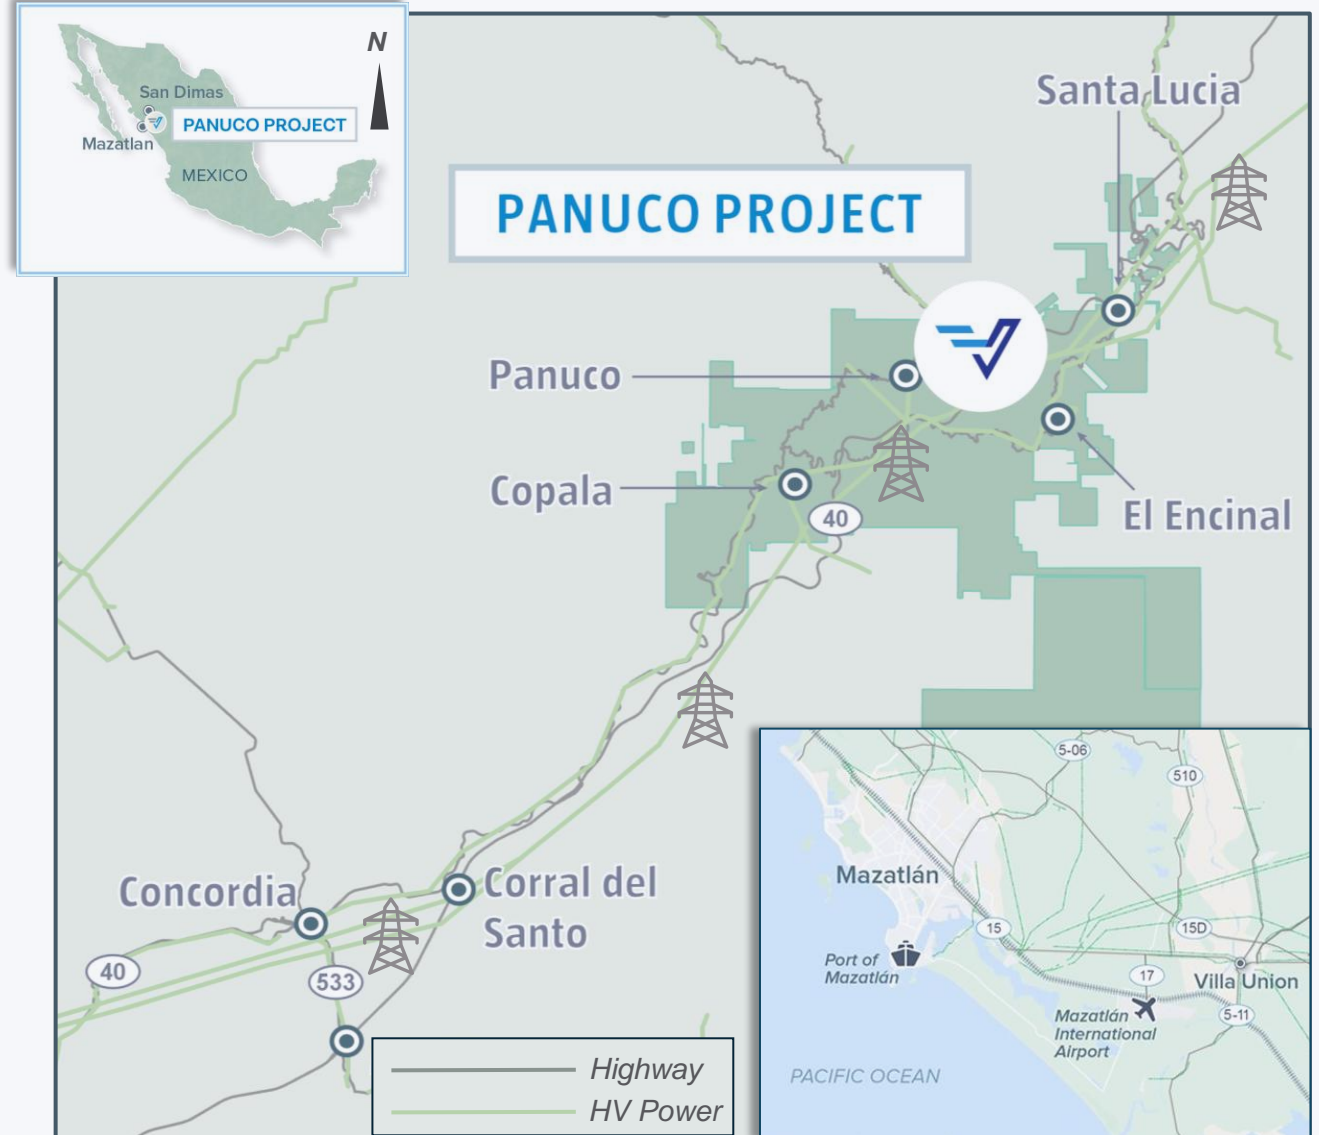 N
San Dimas
PANUCO PROJECT
Mazatlan
MEXICO
Santa Lucia
PANUCO PROJECT
Panuco
Copala
40
El Encinal
Concordia
Corral del
Santo
40
533
Highway
HV Power
5-06
510
Mazatlán
15
15D
Port of
Mazatlán
17
Villa Union
Mazatlán
International
Airport
5-11
PACIFIC OCEAN